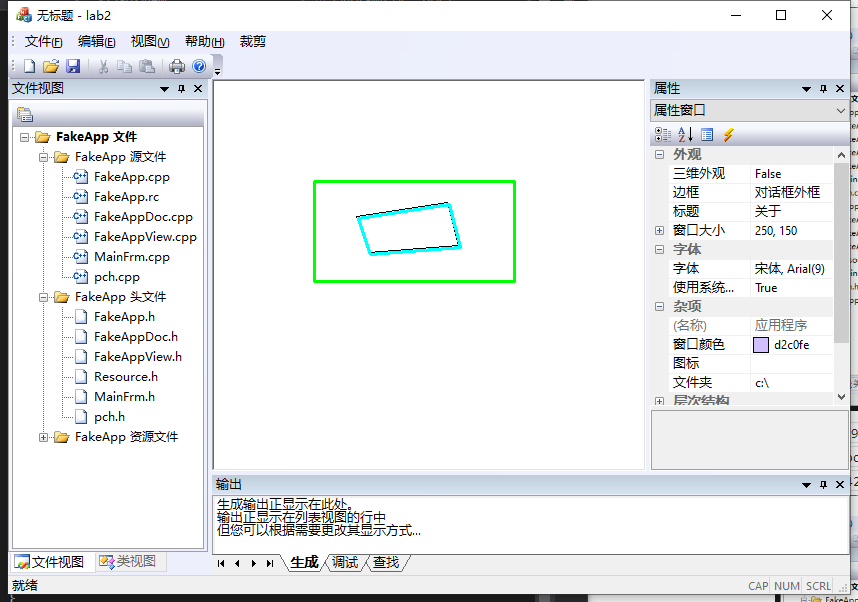 无标题 - lab2
文件(F) 编辑(E) 视图(V) 帮助(H) 裁剪
文件视图
FakeApp 文件
FakeApp 源文件
FakeApp.cpp
FakeApp.rc
FakeAppDoc.cpp
FakeAppView.cpp
MainFrm.cpp
pch.cpp
FakeApp 头文件
FakeApp.h
FakeAppDoc.h
FakeAppView.h
Resource.h
MainFrm.h
pch.h
FakeApp 资源文件
文件视图 类视图
属性
属性窗口
外观
三维外观 False
边框 对话框外框
标题 关于
窗口大小 250, 150
字体
字体 宋体, Arial(9)
使用系统... True
杂项
(名称) 应用程序
窗口颜色 d2c0fe
图标
文件夹 c:\
层次结构
输出
生成输出正显示在此处。
输出正显示在列表视图的行中
但您可以根据需要更改其显示方式...
生成 调试 查找
就绪 CAP NUM SCRL